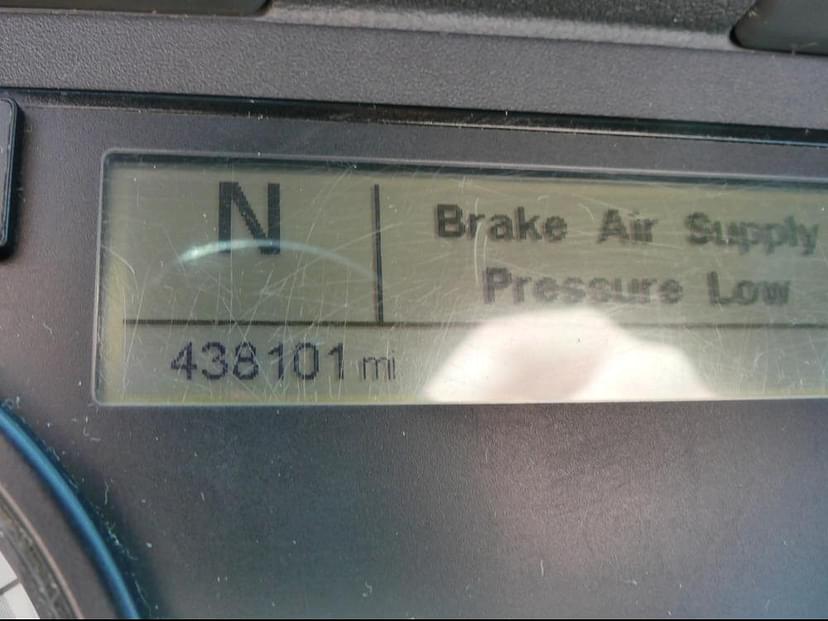 N
Brake Air Supply
Pressure Low
438101 mi